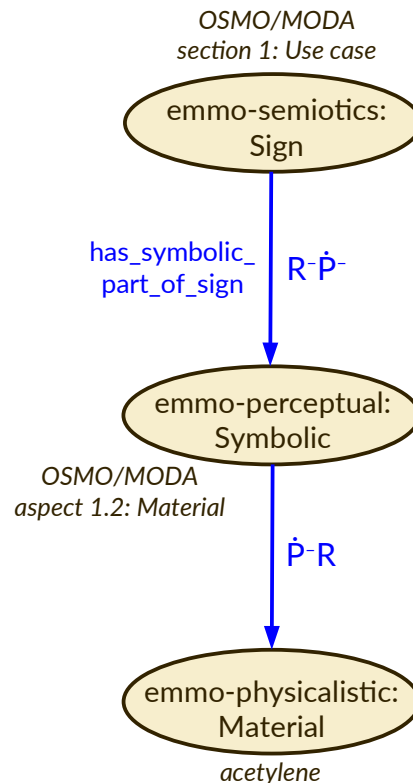 OSMO/MODA
section 1: Use case
emmo-semiotics:
Sign
has_symbolic_
part_of_sign
R⁻Ṗ⁻
emmo-perceptual:
Symbolic
OSMO/MODA
aspect 1.2: Material
Ṗ⁻R
emmo-physicalistic:
Material
acetylene